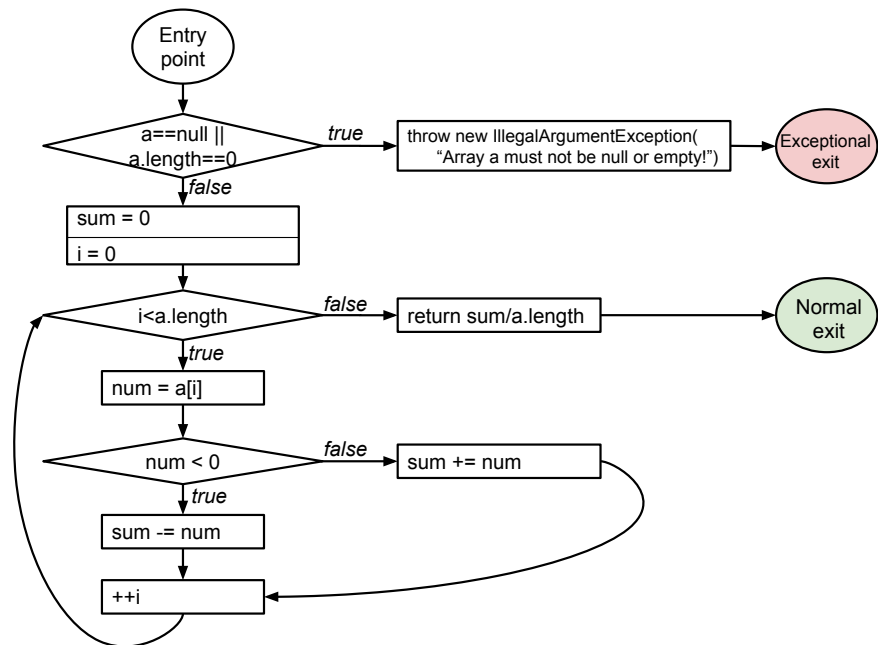 Entry
point
a==null ||
a.length==0
true
throw new IllegalArgumentException(
“Array a must not be null or empty!”)
Exceptional
exit
false
sum = 0
i = 0
i<a.length
false
return sum/a.length
Normal
exit
true
num = a[i]
num < 0
false
sum += num
true
sum -= num
++i